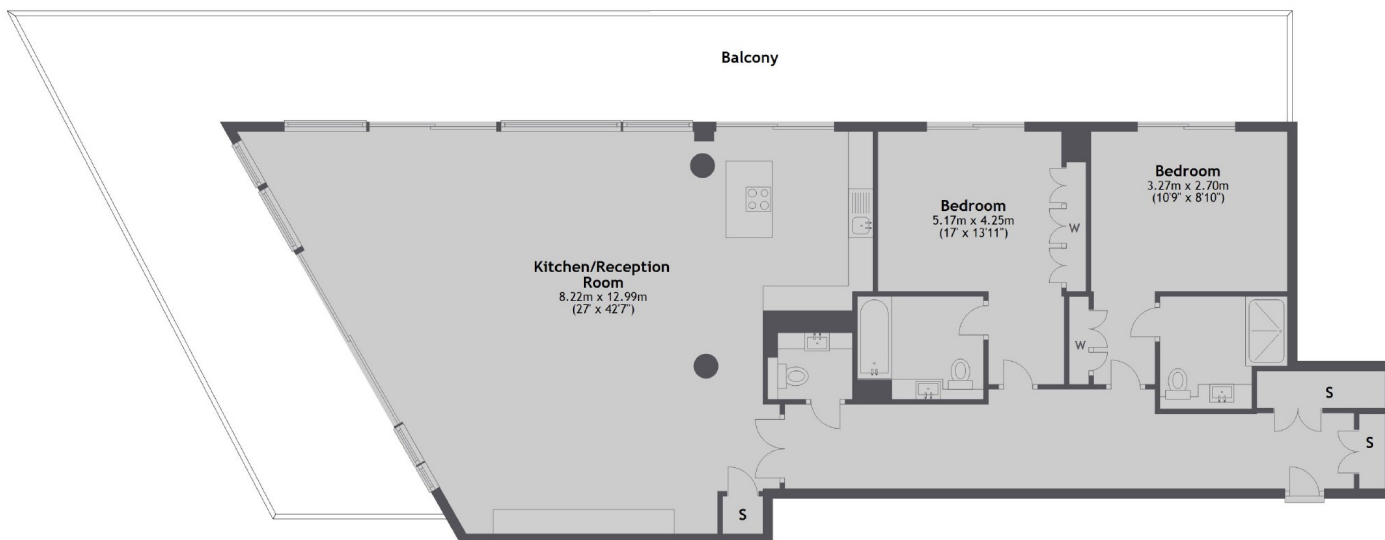 Balcony
Bedroom
3.27m x 2.70m
(10'9" x 8'10")
Bedroom
5.17m x 4.25m
(17' x 13'11")
W
Kitchen/Reception
Room
8.22m x 12.99m
(27' x 42'7")
W
S
S
S